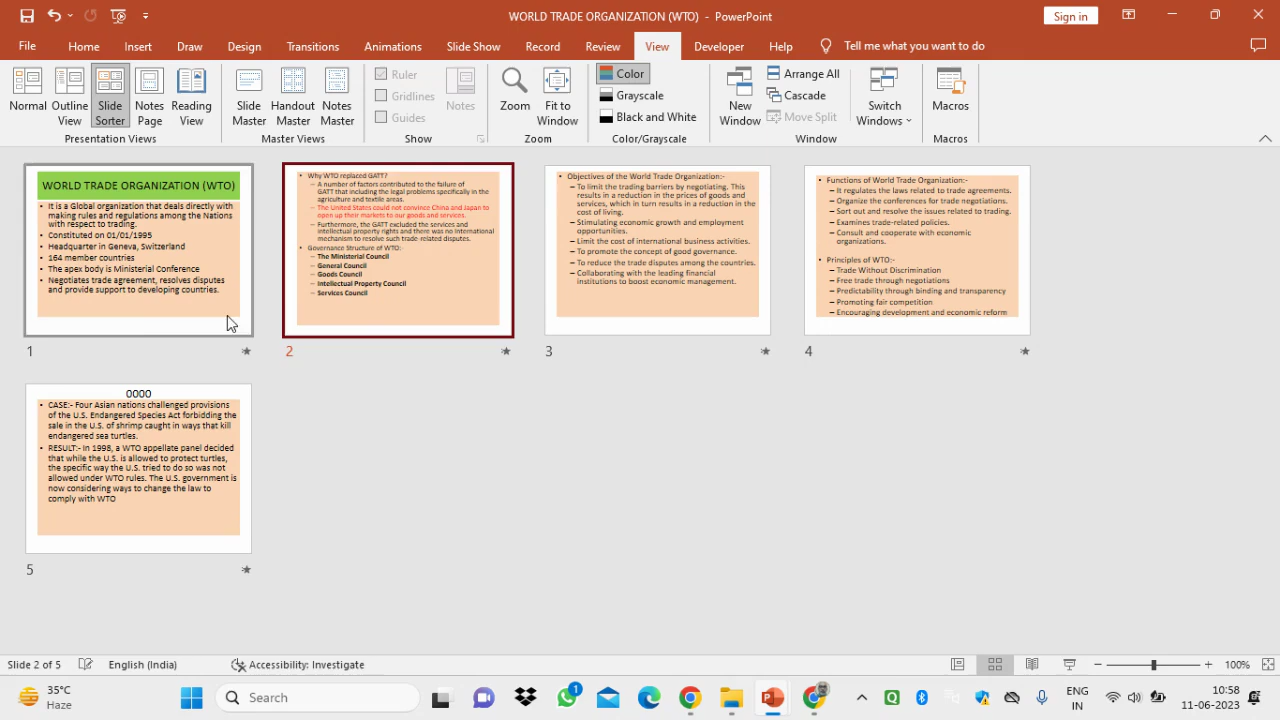 WORLD TRADE ORGANIZATION (WTO) - PowerPoint
Sign in
File Home Insert Draw Design Transitions Animations Slide Show Record Review View Developer Help Tell me what you want to do
Normal
Outline View
Slide Sorter
Notes Page
Reading View
Presentation Views
Slide Master
Handout Master
Notes Master
Master Views
Ruler
Gridlines
Guides
Notes
Show
Zoom
Fit to Window
Zoom
Color
Grayscale
Black and White
Color/Grayscale
New Window
Arrange All
Cascade
Move Split
Switch Windows
Window
Macros
Macros
WORLD TRADE ORGANIZATION (WTO)
• It is a Global organization that deals directly with
making rules and regulations among the Nations
with respect to trading.
• Constituted on 01/01/1995
• Headquarter in Geneva, Switzerland
• 164 member countries
• The apex body is Ministerial Conference
• Negotiates trade agreement, resolves disputes
and provide support to developing countries.
1
• Why WTO replaced GATT?
– A number of factors contributed to the failure of
GATT that including the legal problems specifically in the
agriculture and textile areas.
– The United States could not convince China and Japan to
open up their markets to our goods and services.
– Furthermore, the GATT excluded the services and
intellectual property rights and there was no International
mechanism to resolve such trade-related disputes.
• Governance Structure of WTO:-
– The Ministerial Council
– General Council
– Goods Council
– Intellectual Property Council
– Services Council
2
• Objectives of the World Trade Organization:-
– To limit the trading barriers by negotiating. This
results in a reduction in the prices of goods and
services, which in turn results in a reduction in the
cost of living.
– Stimulating economic growth and employment
opportunities.
– Limit the cost of international business activities.
– To promote the concept of good governance.
– To reduce the trade disputes among the countries.
– Collaborating with the leading financial
institutions to boost economic management.
3
• Functions of World Trade Organization:-
– It regulates the laws related to trade agreements.
– Organize the conferences for trade negotiations.
– Sort out and resolve the issues related to trading.
– Examines trade-related policies.
– Consult and cooperate with economic
organizations.
• Principles of WTO:-
– Trade Without Discrimination
– Free trade through negotiations
– Predictability through binding and transparency
– Promoting fair competition
– Encouraging development and economic reform
4
0000
• CASE:- Four Asian nations challenged provisions
of the U.S. Endangered Species Act forbidding the
sale in the U.S. of shrimp caught in ways that kill
endangered sea turtles.
• RESULT:- In 1998, a WTO appellate panel decided
that while the U.S. is allowed to protect turtles,
the specific way the U.S. tried to do so was not
allowed under WTO rules. The U.S. government is
now considering ways to change the law to
comply with WTO
5
Slide 2 of 5 English (India) Accessibility: Investigate 100%
35°C
Haze
Search
1
ENG
IN
10:58
11-06-2023